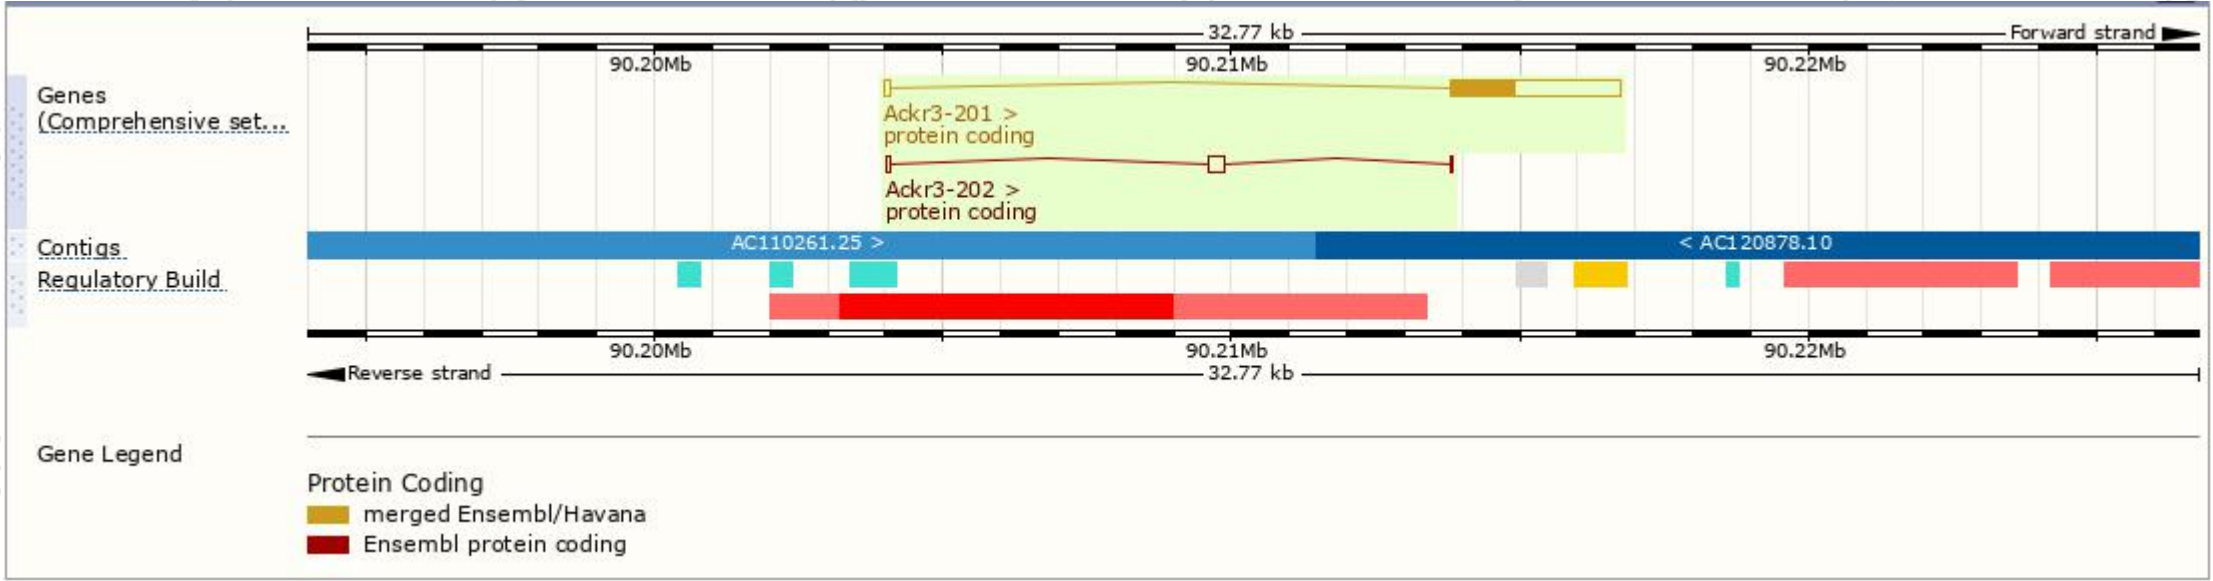 32.77 kb
Forward strand
90.20Mb 90.21Mb 90.22Mb
Genes
(Comprehensive set...
Ackr3-201 >
protein coding
Ackr3-202 >
protein coding
Contigs
AC110261.25 > < AC120878.10
Regulatory Build
90.20Mb 90.21Mb 90.22Mb
Reverse strand 32.77 kb
Gene Legend
Protein Coding
merged Ensembl/Havana
Ensembl protein coding